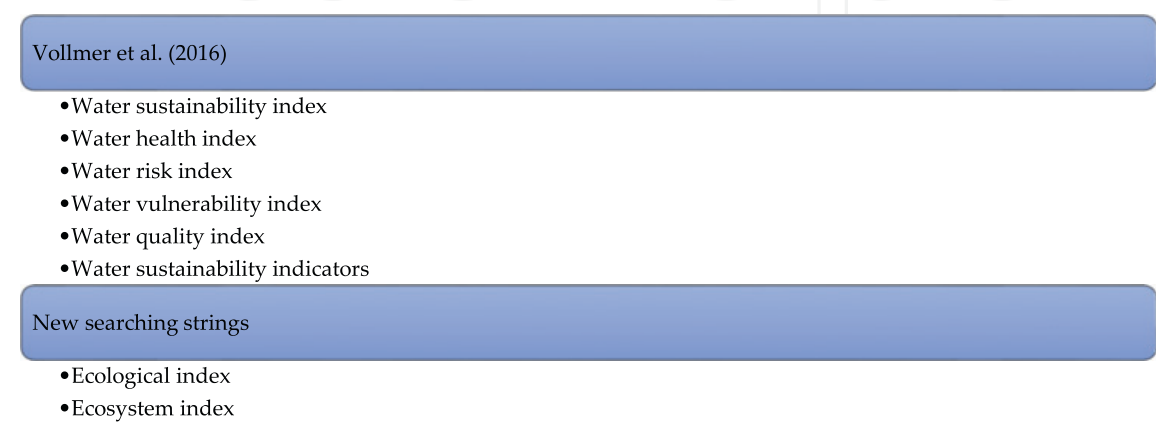 Vollmer et al. (2016)
•Water sustainability index
•Water health index
•Water risk index
•Water vulnerability index
•Water quality index
•Water sustainability indicators
New searching strings
•Ecological index
•Ecosystem index